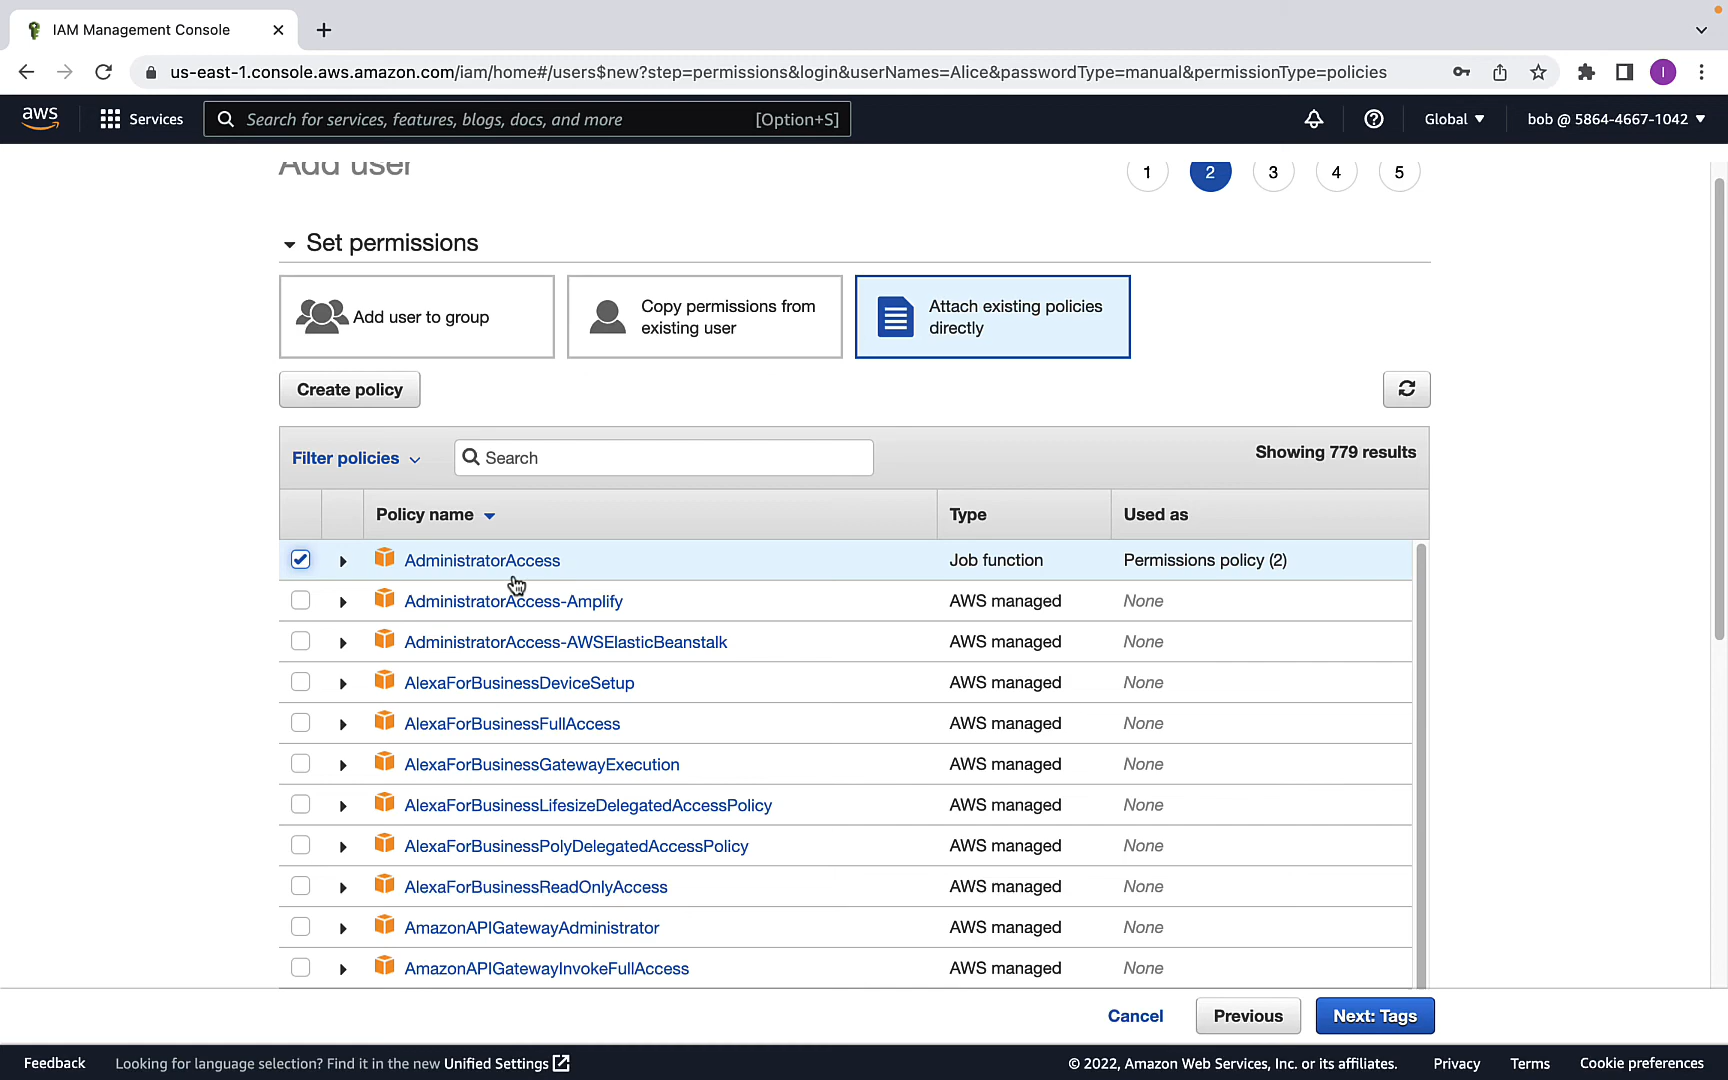 IAM Management Console
us-east-1.console.aws.amazon.com/iam/home#/users$new?step=permissions&login&userNames=Alice&passwordType=manual&permissionType=policies
I
aws
Services
Search for services, features, blogs, docs, and more
[Option+S]
Global
bob @ 5864-4667-1042
Add user
1
2
3
4
5
Set permissions
Add user to group
Copy permissions from
existing user
Attach existing policies
directly
Create policy
Filter policies
Search
Showing 779 results
Policy name
Type
Used as
AdministratorAccess
Job function
Permissions policy (2)
AdministratorAccess-Amplify
AWS managed
None
AdministratorAccess-AWSElasticBeanstalk
AWS managed
None
AlexaForBusinessDeviceSetup
AWS managed
None
AlexaForBusinessFullAccess
AWS managed
None
AlexaForBusinessGatewayExecution
AWS managed
None
AlexaForBusinessLifesizeDelegatedAccessPolicy
AWS managed
None
AlexaForBusinessPolyDelegatedAccessPolicy
AWS managed
None
AlexaForBusinessReadOnlyAccess
AWS managed
None
AmazonAPIGatewayAdministrator
AWS managed
None
AmazonAPIGatewayInvokeFullAccess
AWS managed
None
Cancel
Previous
Next: Tags
Feedback
Looking for language selection? Find it in the new Unified Settings
© 2022, Amazon Web Services, Inc. or its affiliates.
Privacy
Terms
Cookie preferences